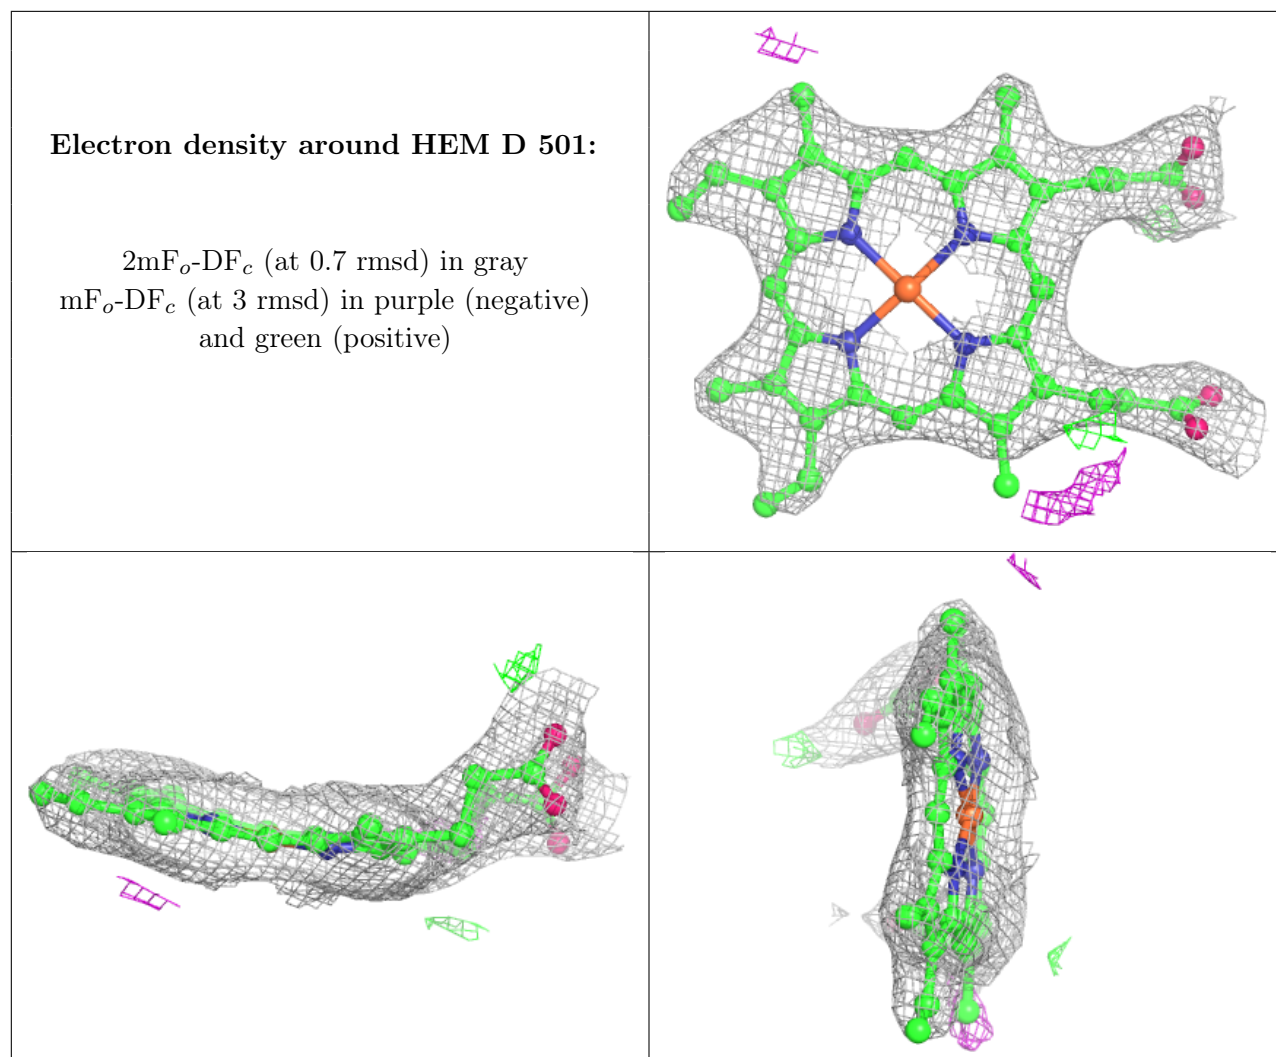 Electron density around HEM D 501:
2mFo-DFc (at 0.7 rmsd) in gray
mFo-DFc (at 3 rmsd) in purple (negative)
and green (positive)